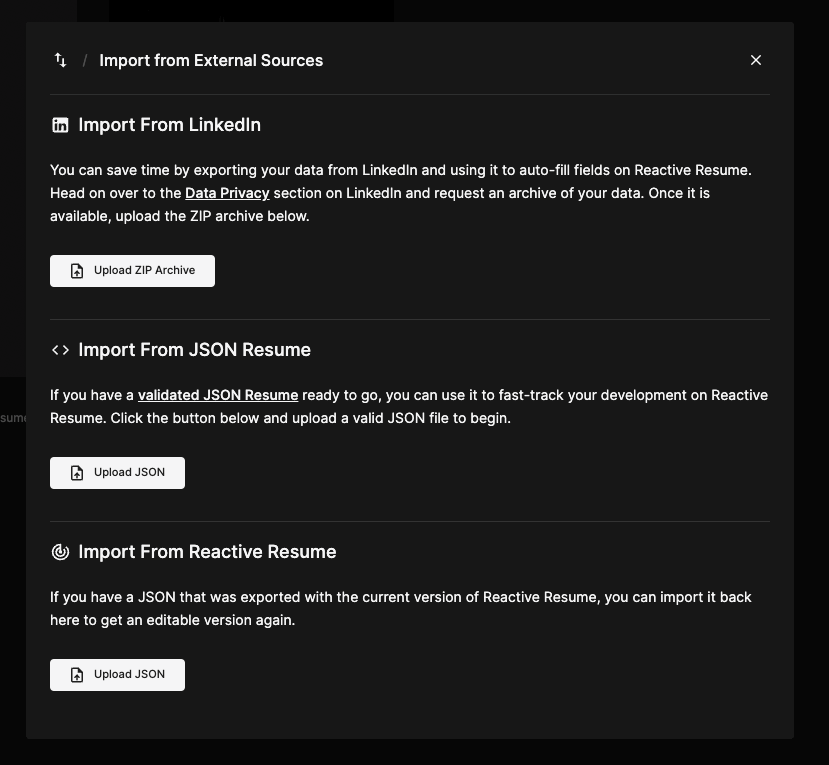 / Import from External Sources
Import From LinkedIn
You can save time by exporting your data from LinkedIn and using it to auto-fill fields on Reactive Resume.
Head on over to the Data Privacy section on LinkedIn and request an archive of your data. Once it is
available, upload the ZIP archive below.
Upload ZIP Archive
Import From JSON Resume
If you have a validated JSON Resume ready to go, you can use it to fast-track your development on Reactive
Resume. Click the button below and upload a valid JSON file to begin.
sume
Upload JSON
Import From Reactive Resume
If you have a JSON that was exported with the current version of Reactive Resume, you can import it back
here to get an editable version again.
Upload JSON